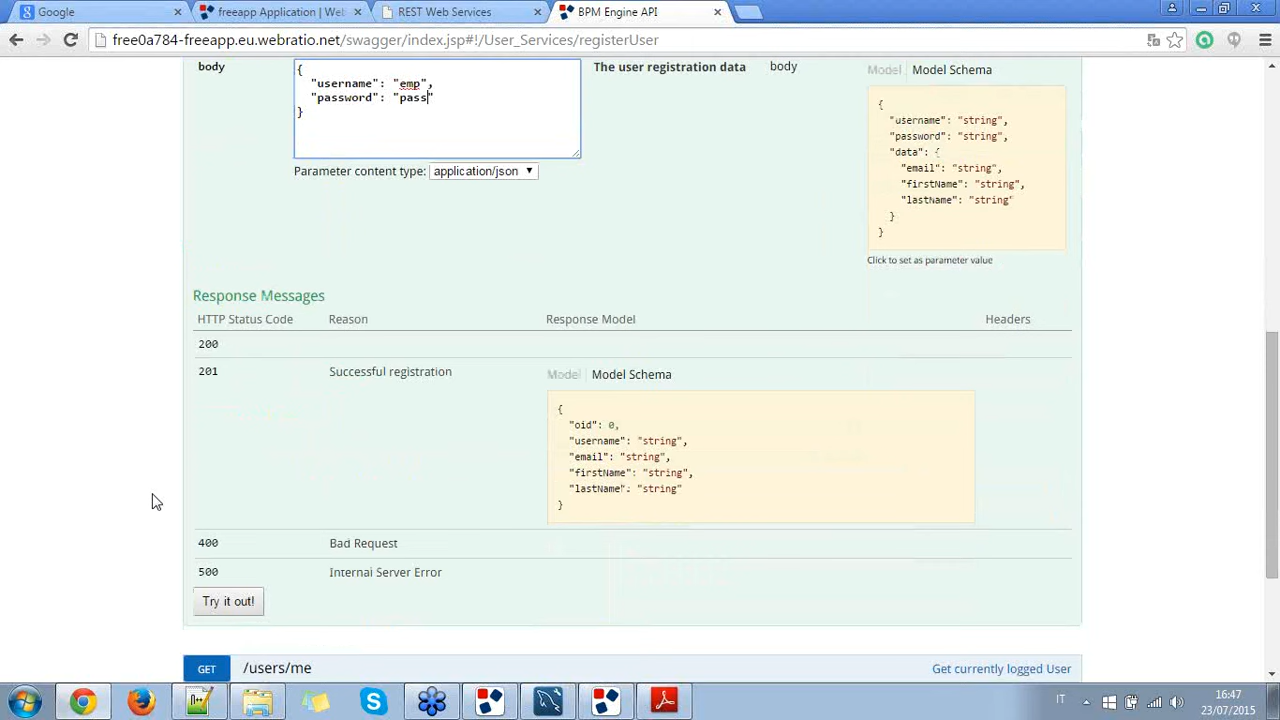 Google
freeapp Application | Web
REST Web Services
BPM Engine API
free0a784-freeapp.eu.webratio.net/swagger/index.jsp#!/User_Services/registerUser
body
{
"username": "emp",
"password": "pass"
}
Parameter content type: application/json
The user registration data
body
Model Model Schema
{
"username": "string",
"password": "string",
"data": {
"email": "string",
"firstName": "string",
"lastName": "string"
}
}
Click to set as parameter value
Response Messages
HTTP Status Code Reason Response Model Headers
200
201 Successful registration
Model Model Schema
{
"oid": 0,
"username": "string",
"email": "string",
"firstName": "string",
"lastName": "string"
}
400 Bad Request
500 Internal Server Error
Try it out!
GET /users/me Get currently logged User
IT
16:47
23/07/2015